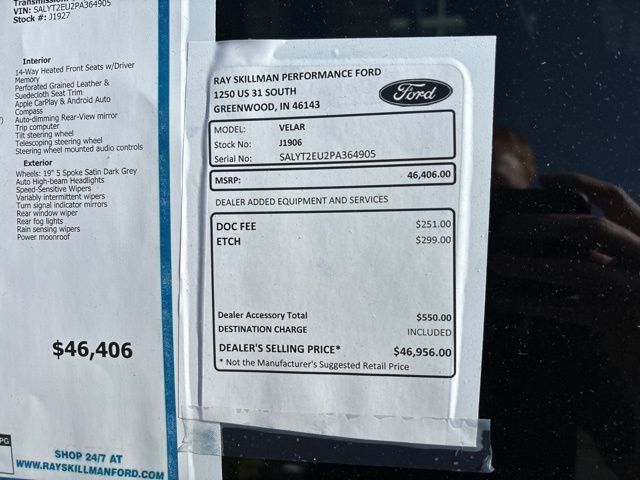 Transmission:
VIN: SALYT2EU2PA364905
Stock #: J1927
Interior
14-Way Heated Front Seats w/Driver
Memory
Perforated Grained Leather &
Suedecloth Seat Trim
Apple CarPlay & Android Auto
Compass
Auto-dimming Rear-View mirror
Trip computer
Tilt steering wheel
Telescoping steering wheel
Steering wheel mounted audio controls
Exterior
Wheels: 19" 5 Spoke Satin Dark Grey
Auto High-beam Headlights
Speed-Sensitive Wipers
Variably intermittent wipers
Turn signal indicator mirrors
Rear window wiper
Rear fog lights
Rain sensing wipers
Power moonroof
$46,406
PG
SHOP 24/7 AT
WWW.RAYSKILLMANFORD.COM
RAY SKILLMAN PERFORMANCE FORD
1250 US 31 SOUTH
GREENWOOD, IN 46143
Ford
MODEL: VELAR
Stock No: J1906
Serial No: SALYT2EU2PA364905
MSRP: 46,406.00
DEALER ADDED EQUIPMENT AND SERVICES
DOC FEE $251.00
ETCH $299.00
Dealer Accessory Total $550.00
DESTINATION CHARGE INCLUDED
DEALER'S SELLING PRICE* $46,956.00
* Not the Manufacturer's Suggested Retail Price